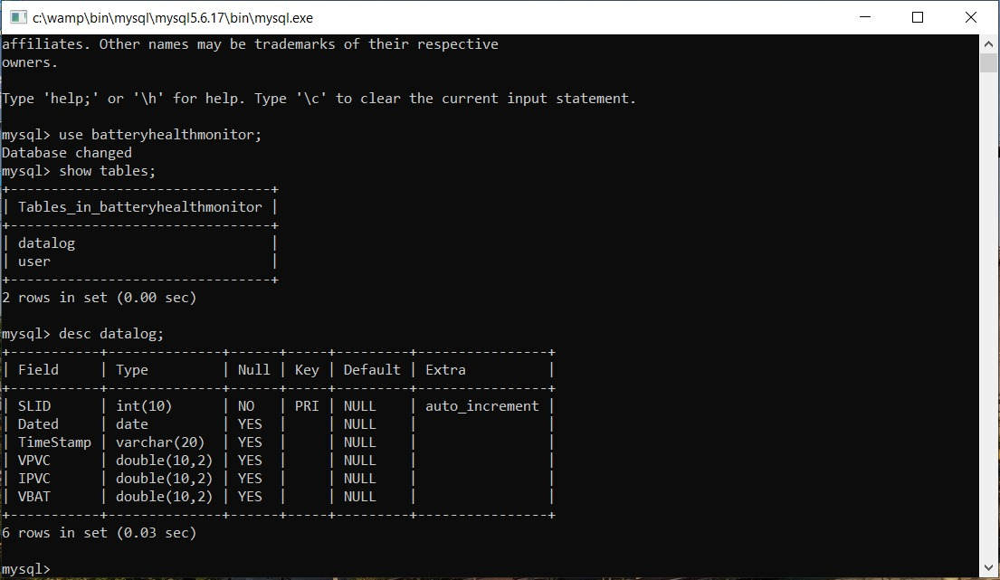 c:\wamp\bin\mysql\mysql5.6.17\bin\mysql.exe
affiliates. Other names may be trademarks of their respective
owners.
Type 'help;' or '\h' for help. Type '\c' to clear the current input statement.
mysql> use batteryhealthmonitor;
Database changed
mysql> show tables;
+--------------------------------+
| Tables_in_batteryhealthmonitor |
+--------------------------------+
| datalog                        |
| user                           |
+--------------------------------+
2 rows in set (0.00 sec)
mysql> desc datalog;
+-----------+--------------+------+-----+---------+----------------+
| Field     | Type         | Null | Key | Default | Extra          |
+-----------+--------------+------+-----+---------+----------------+
| SLID      | int(10)      | NO   | PRI | NULL    | auto_increment |
| Dated     | date         | YES  |     | NULL    |                |
| TimeStamp | varchar(20)  | YES  |     | NULL    |                |
| VPVC      | double(10,2) | YES  |     | NULL    |                |
| IPVC      | double(10,2) | YES  |     | NULL    |                |
| VBAT      | double(10,2) | YES  |     | NULL    |                |
+-----------+--------------+------+-----+---------+----------------+
6 rows in set (0.03 sec)
mysql>